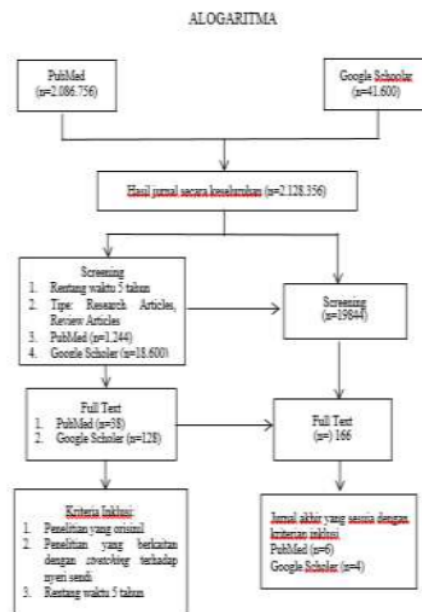 ALOGARITMA
PubMed
(n=2.086.756)
Google Schoolar
(n=41.600)
Hasil jurnal secara keseluruhan (n=2.128.356)
Screening
1. Rentang waktu 5 tahun
2. Tipe: Research Articles,
Review Articles
3. PubMed (n=1.244)
4. Google Scholer (n=18.600)
Screening
(n=19844)
Full Text
1. PubMed (n=38)
2. Google Scholer (n=128)
Full Text
(n=) 166
Kriteria Inklusi:
1. Penelitian yang orisinil
2. Penelitian yang berkaitan
dengan stretching terhadap
nyeri sendi
3. Rentang waktu 5 tahun
Jurnal akhir yang sesuia dengan
kriterian inklusi
PubMed (n=6)
Google Scholer (n=4)